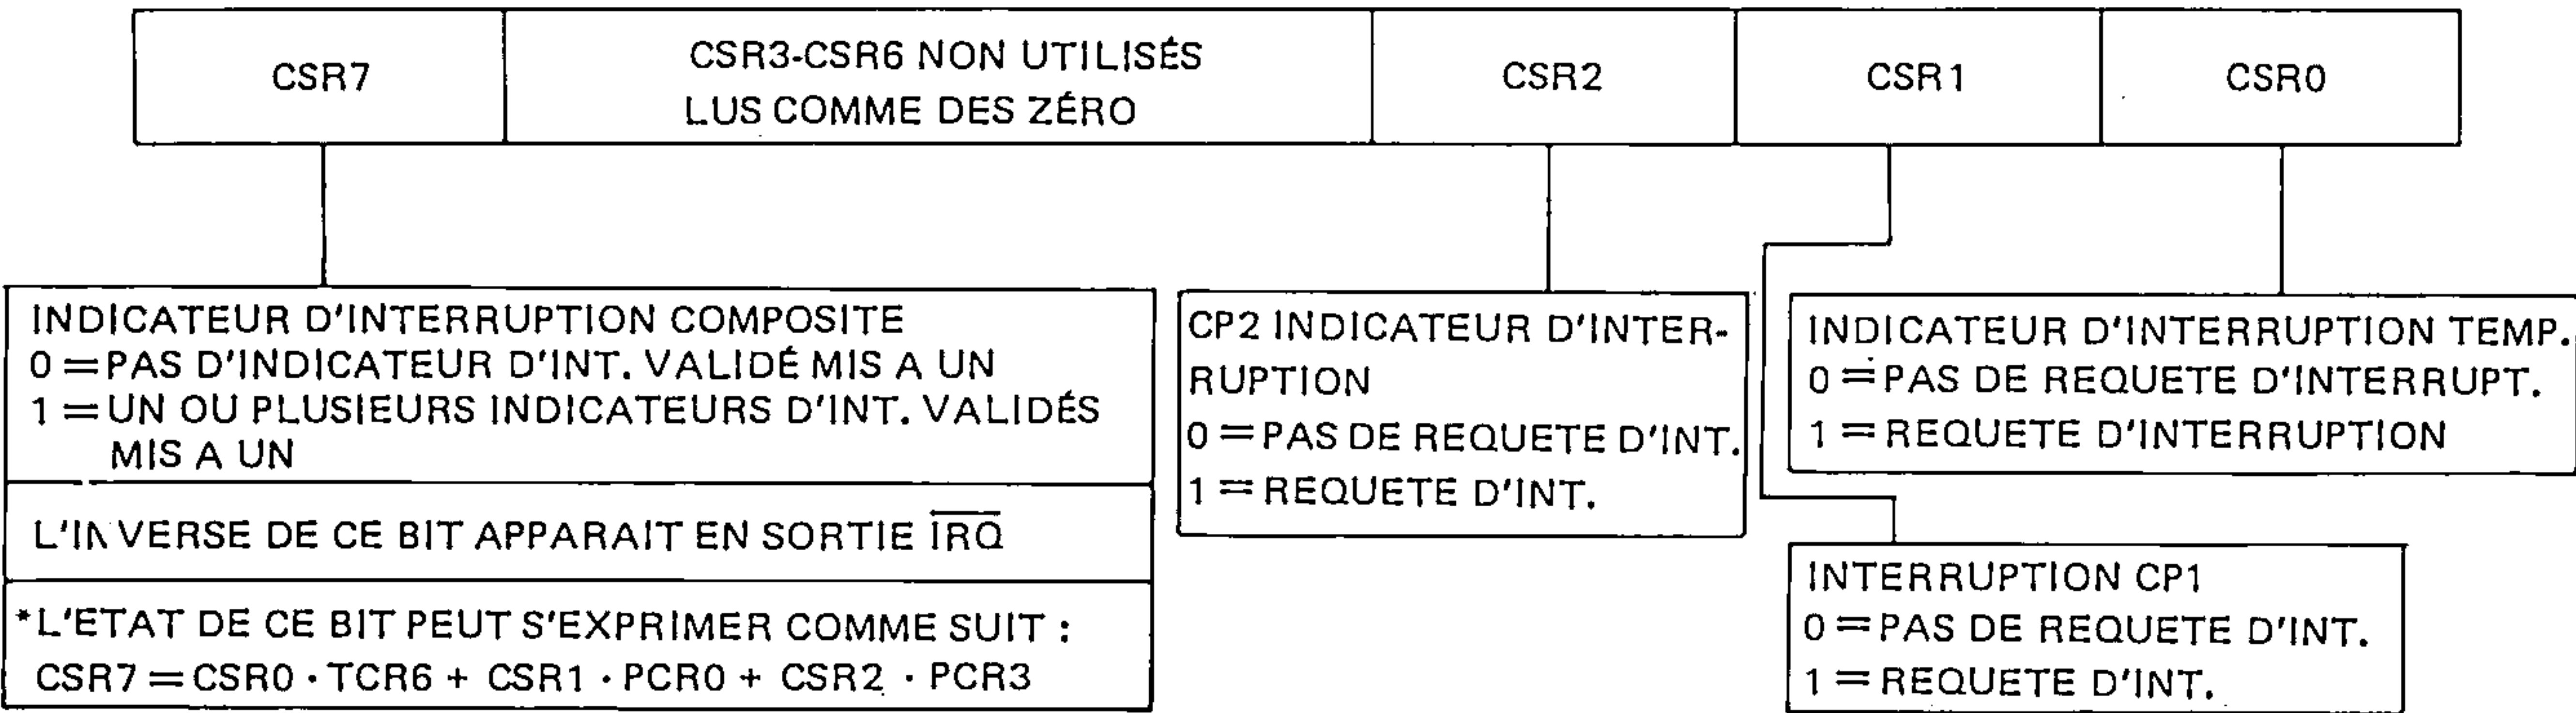 CSR7
CSR3-CSR6 NON UTILISÉS
LUS COMME DES ZÉRO
CSR2
CSR1
CSR0
INDICATEUR D'INTERRUPTION COMPOSITE
0 = PAS D'INDICATEUR D'INT. VALIDÉ MIS A UN
1 = UN OU PLUSIEURS INDICATEURS D'INT. VALIDÉS
MIS A UN
L'INVERSE DE CE BIT APPARAIT EN SORTIE I̅R̅Q̅
*L'ETAT DE CE BIT PEUT S'EXPRIMER COMME SUIT :
CSR7 = CSR0 · TCR6 + CSR1 · PCR0 + CSR2 · PCR3
CP2 INDICATEUR D'INTER-
RUPTION
0 = PAS DE REQUETE D'INT.
1 = REQUETE D'INT.
INDICATEUR D'INTERRUPTION TEMP.
0 = PAS DE REQUETE D'INTERRUPT.
1 = REQUETE D'INTERRUPTION
INTERRUPTION CP1
0 = PAS DE REQUETE D'INT.
1 = REQUETE D'INT.